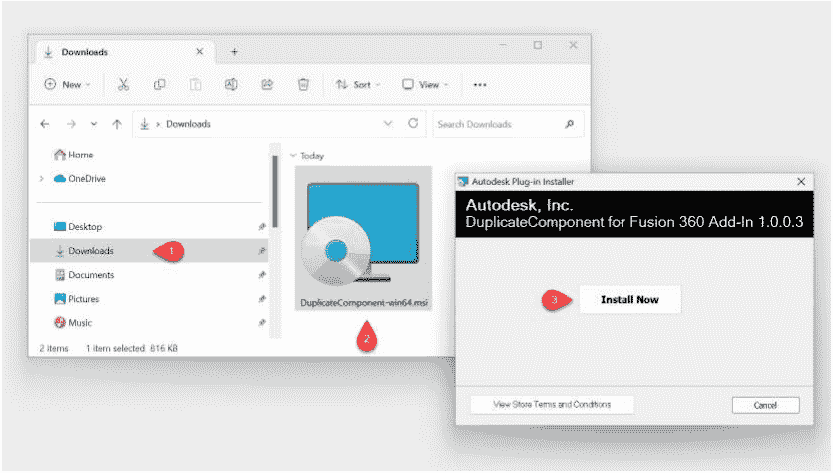 Downloads
New
Sort
View
Downloads
Search Downloads
Home
OneDrive
Desktop
Downloads
Documents
Pictures
Music
2 items 1 item selected 816 KB
Today
DuplicateComponent-win64.msi
1
2
Autodesk Plug-in Installer
Autodesk, Inc.
DuplicateComponent for Fusion 360 Add-In 1.0.0.3
3
Install Now
View Store Terms and Conditions
Cancel